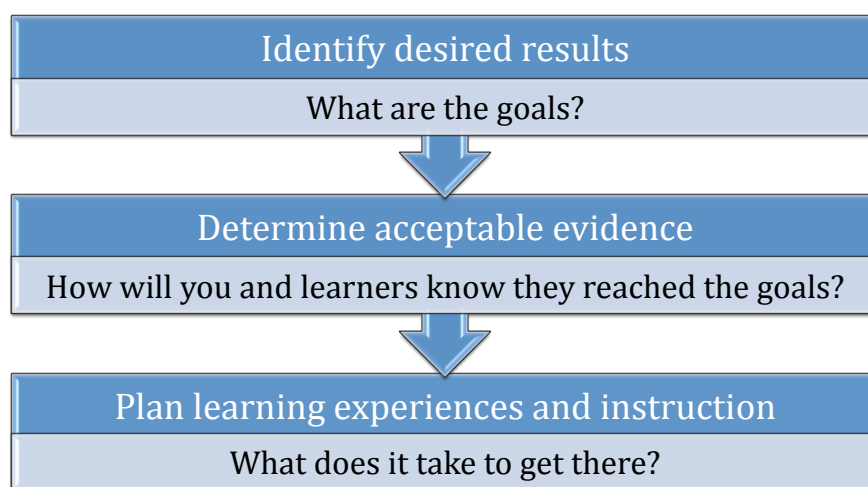 Identify desired results
What are the goals?
Determine acceptable evidence
How will you and learners know they reached the goals?
Plan learning experiences and instruction
What does it take to get there?